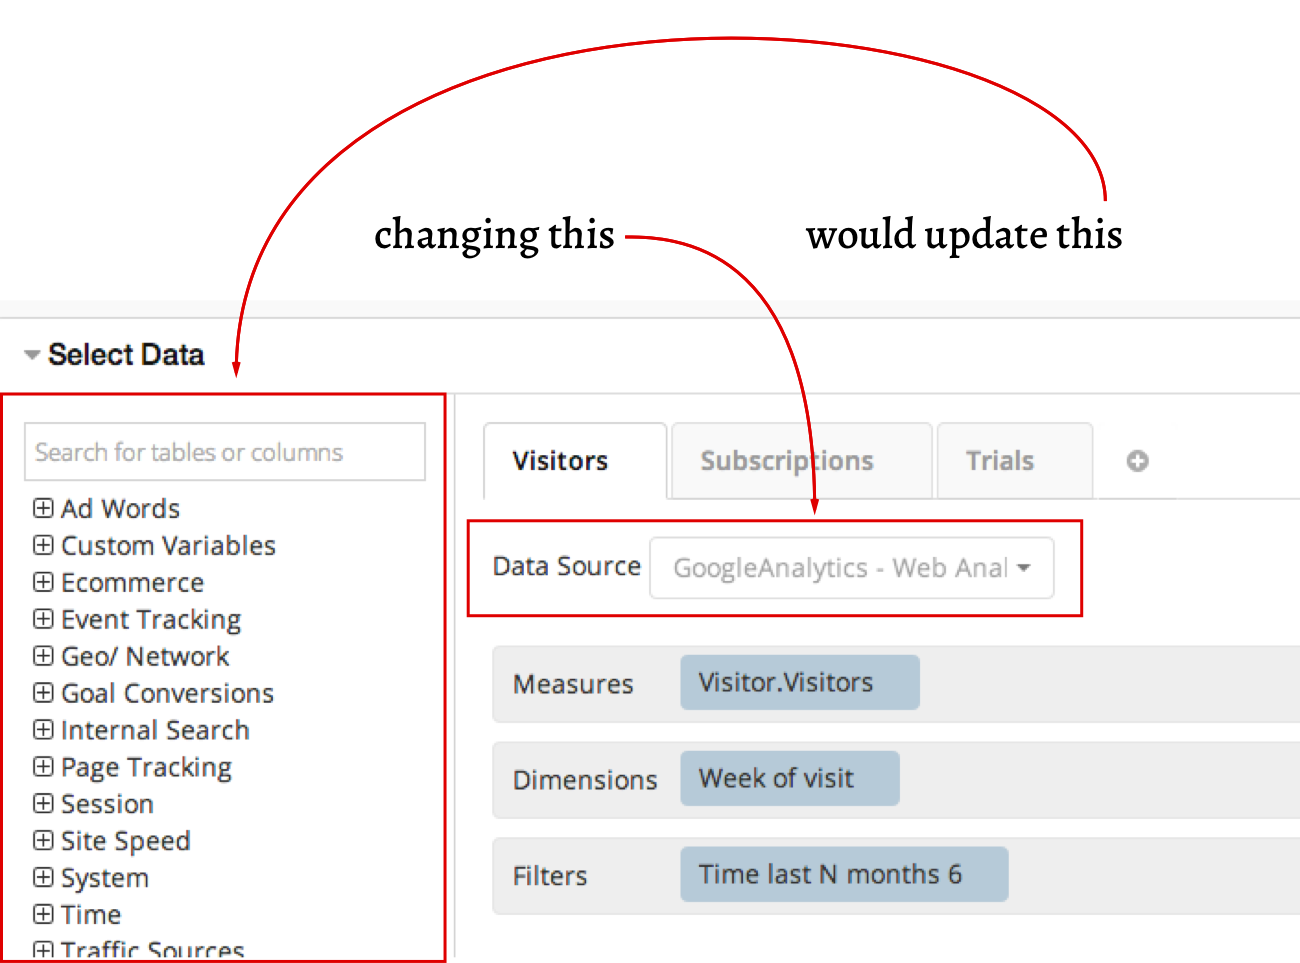 changing this would update this
Select Data
Search for tables or columns
Ad Words
Custom Variables
Ecommerce
Event Tracking
Geo/ Network
Goal Conversions
Internal Search
Page Tracking
Session
Site Speed
System
Time
Traffic Sources
Visitors Subscriptions Trials
Data Source GoogleAnalytics - Web Anal
Measures Visitor.Visitors
Dimensions Week of visit
Filters Time last N months 6